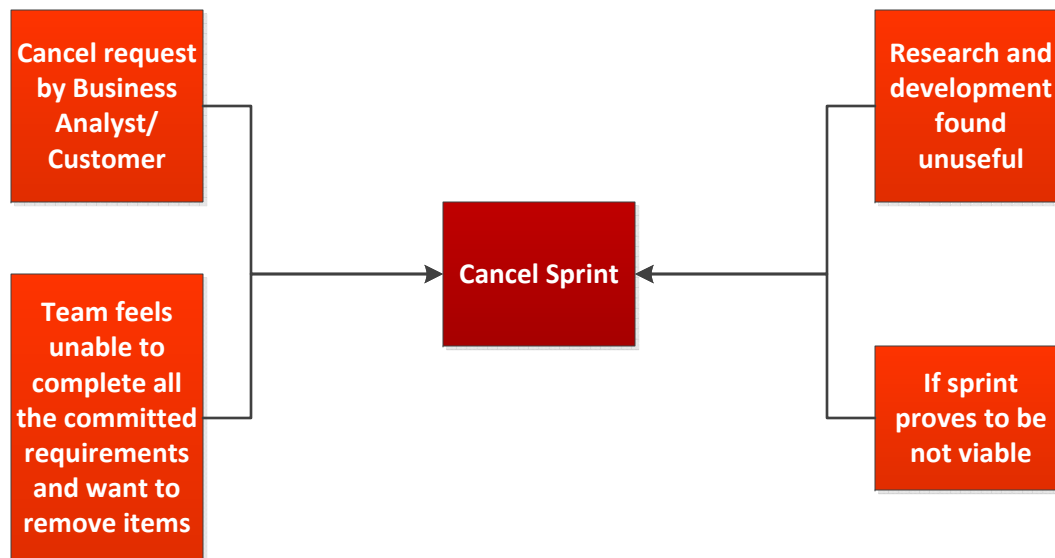 Cancel request
by Business
Analyst/
Customer
Team feels
unable to
complete all
the committed
requirements
and want to
remove items
Cancel Sprint
Research and
development
found
unuseful
If sprint
proves to be
not viable